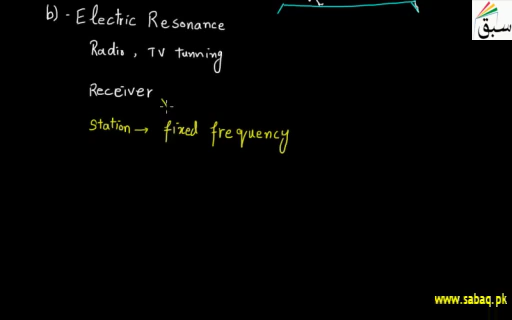 سبق
b) - Electric Resonance
Radio , TV tunning
Receiver
Station → fixed frequency
www.sabaq.pk